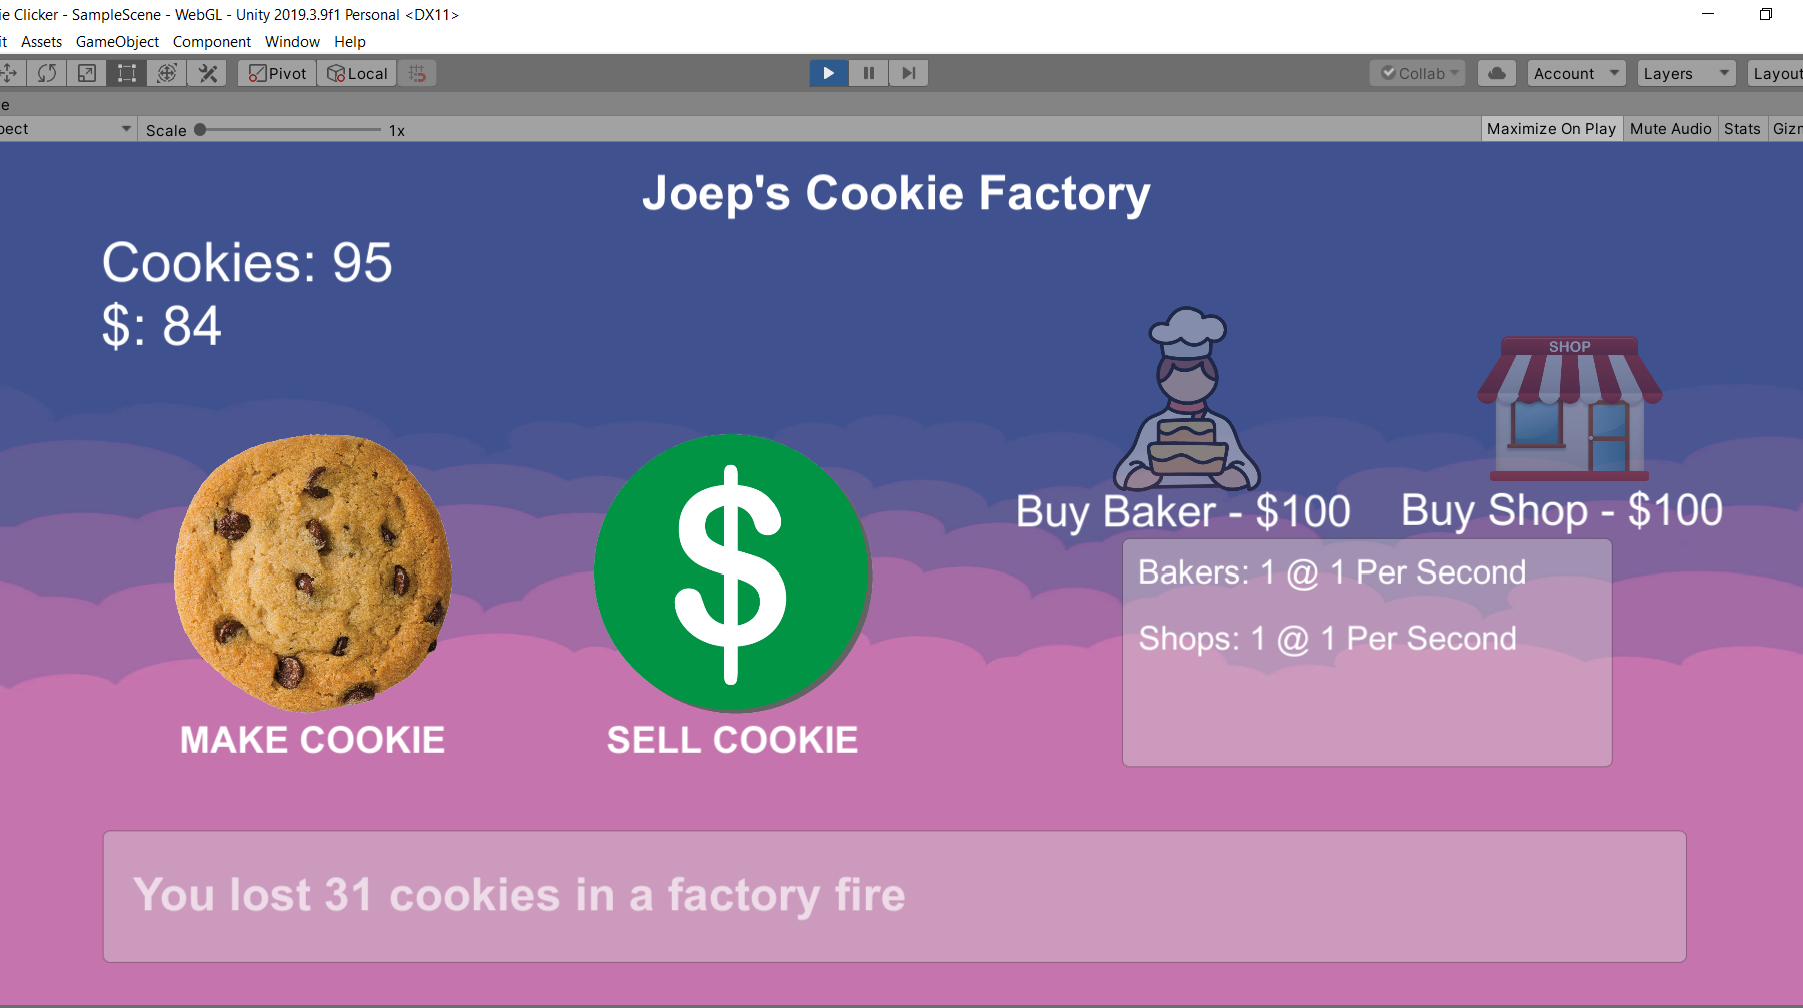 ie Clicker - SampleScene - WebGL - Unity 2019.3.9f1 Personal <DX11>
it Assets GameObject Component Window Help
Pivot Local Collab Account Layers Layout
e
pect Scale 1x Maximize On Play Mute Audio Stats Gizm
Joep's Cookie Factory
Cookies: 95
$: 84
SHOP
$
Buy Baker - $100
Buy Shop - $100
Bakers: 1 @ 1 Per Second
Shops: 1 @ 1 Per Second
MAKE COOKIE
SELL COOKIE
You lost 31 cookies in a factory fire